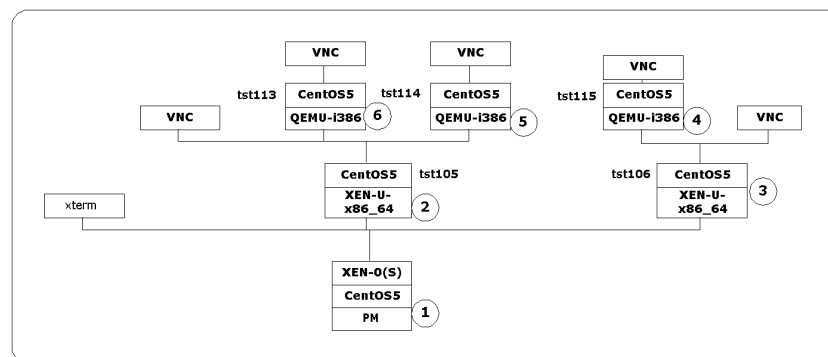 VNC
VNC
VNC
tst113
CentOS5
tst114
CentOS5
tst115
CentOS5
VNC
QEMU-i386
6
QEMU-i386
5
QEMU-i386
4
VNC
CentOS5
tst105
tst106
CentOS5
xterm
XEN-U-
x86_64
2
XEN-U-
x86_64
3
XEN-0(S)
CentOS5
PM
1